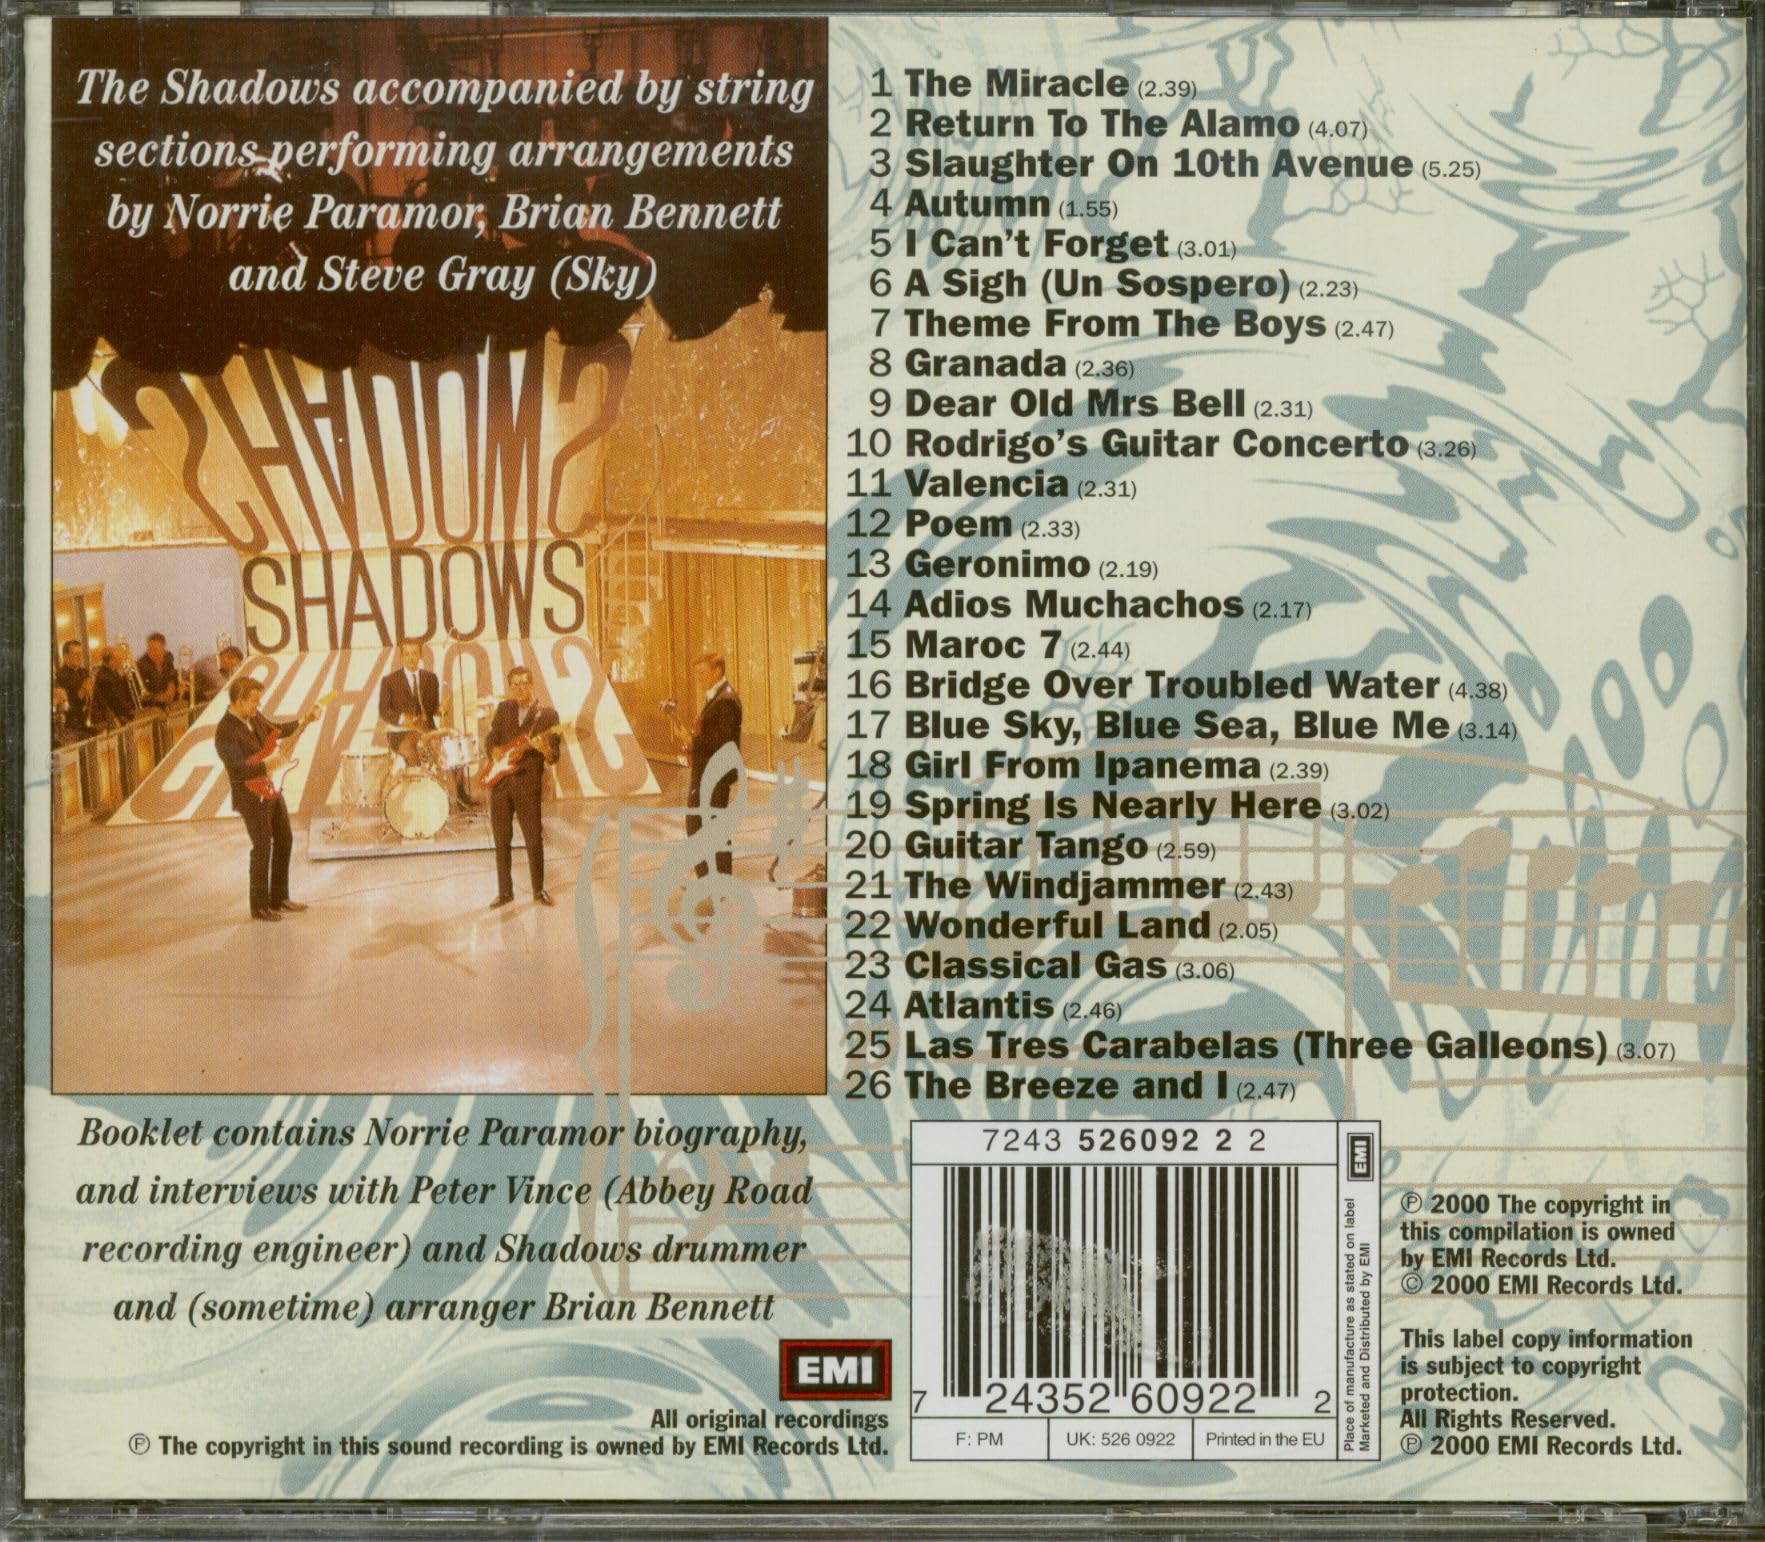 The Shadows accompanied by string
sections performing arrangements
by Norrie Paramor, Brian Bennett
and Steve Gray (Sky)
SHADOWS
SHADOWS
SHADOWS
1 The Miracle (2.39)
2 Return To The Alamo (4.07)
3 Slaughter On 10th Avenue (5.25)
4 Autumn (1.55)
5 I Can't Forget (3.01)
6 A Sigh (Un Sospero) (2.23)
7 Theme From The Boys (2.47)
8 Granada (2.36)
9 Dear Old Mrs Bell (2.31)
10 Rodrigo's Guitar Concerto (3.26)
11 Valencia (2.31)
12 Poem (2.33)
13 Geronimo (2.19)
14 Adios Muchachos (2.17)
15 Maroc 7 (2.44)
16 Bridge Over Troubled Water (4.38)
17 Blue Sky, Blue Sea, Blue Me (3.14)
18 Girl From Ipanema (2.39)
19 Spring Is Nearly Here (3.02)
20 Guitar Tango (2.59)
21 The Windjammer (2.43)
22 Wonderful Land (2.05)
23 Classical Gas (3.06)
24 Atlantis (2.46)
25 Las Tres Carabelas (Three Galleons) (3.07)
26 The Breeze and I (2.47)
Booklet contains Norrie Paramor biography,
and interviews with Peter Vince (Abbey Road
recording engineer) and Shadows drummer
and (sometime) arranger Brian Bennett
EMI
All original recordings
℗ The copyright in this sound recording is owned by EMI Records Ltd.
7243 526092 2 2
7 24352 60922 2
F: PM
UK: 526 0922
Printed in the EU
EMI
Place of manufacture as stated on label
Marketed and Distributed by EMI
℗ 2000 The copyright in
this compilation is owned
by EMI Records Ltd.
© 2000 EMI Records Ltd.
This label copy information
is subject to copyright
protection.
All Rights Reserved.
℗ 2000 EMI Records Ltd.